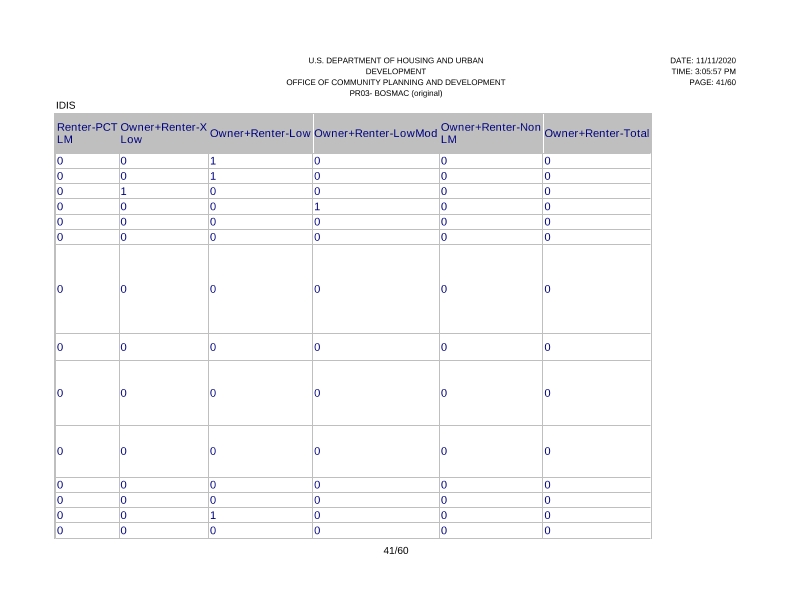 U.S. DEPARTMENT OF HOUSING AND URBAN
DEVELOPMENT
OFFICE OF COMMUNITY PLANNING AND DEVELOPMENT
PR03- BOSMAC (original)
DATE: 11/11/2020
TIME: 3:05:57 PM
PAGE: 41/60
IDIS
Renter-PCT LM Owner+Renter-X Low Owner+Renter-Low Owner+Renter-LowMod Owner+Renter-Non LM Owner+Renter-Total
0 0 1 0 0 0
0 0 1 0 0 0
0 1 0 0 0 0
0 0 0 1 0 0
0 0 0 0 0 0
0 0 0 0 0 0
0 0 0 0 0 0
0 0 0 0 0 0
0 0 0 0 0 0
0 0 0 0 0 0
0 0 0 0 0 0
0 0 0 0 0 0
0 0 1 0 0 0
0 0 0 0 0 0
41/60